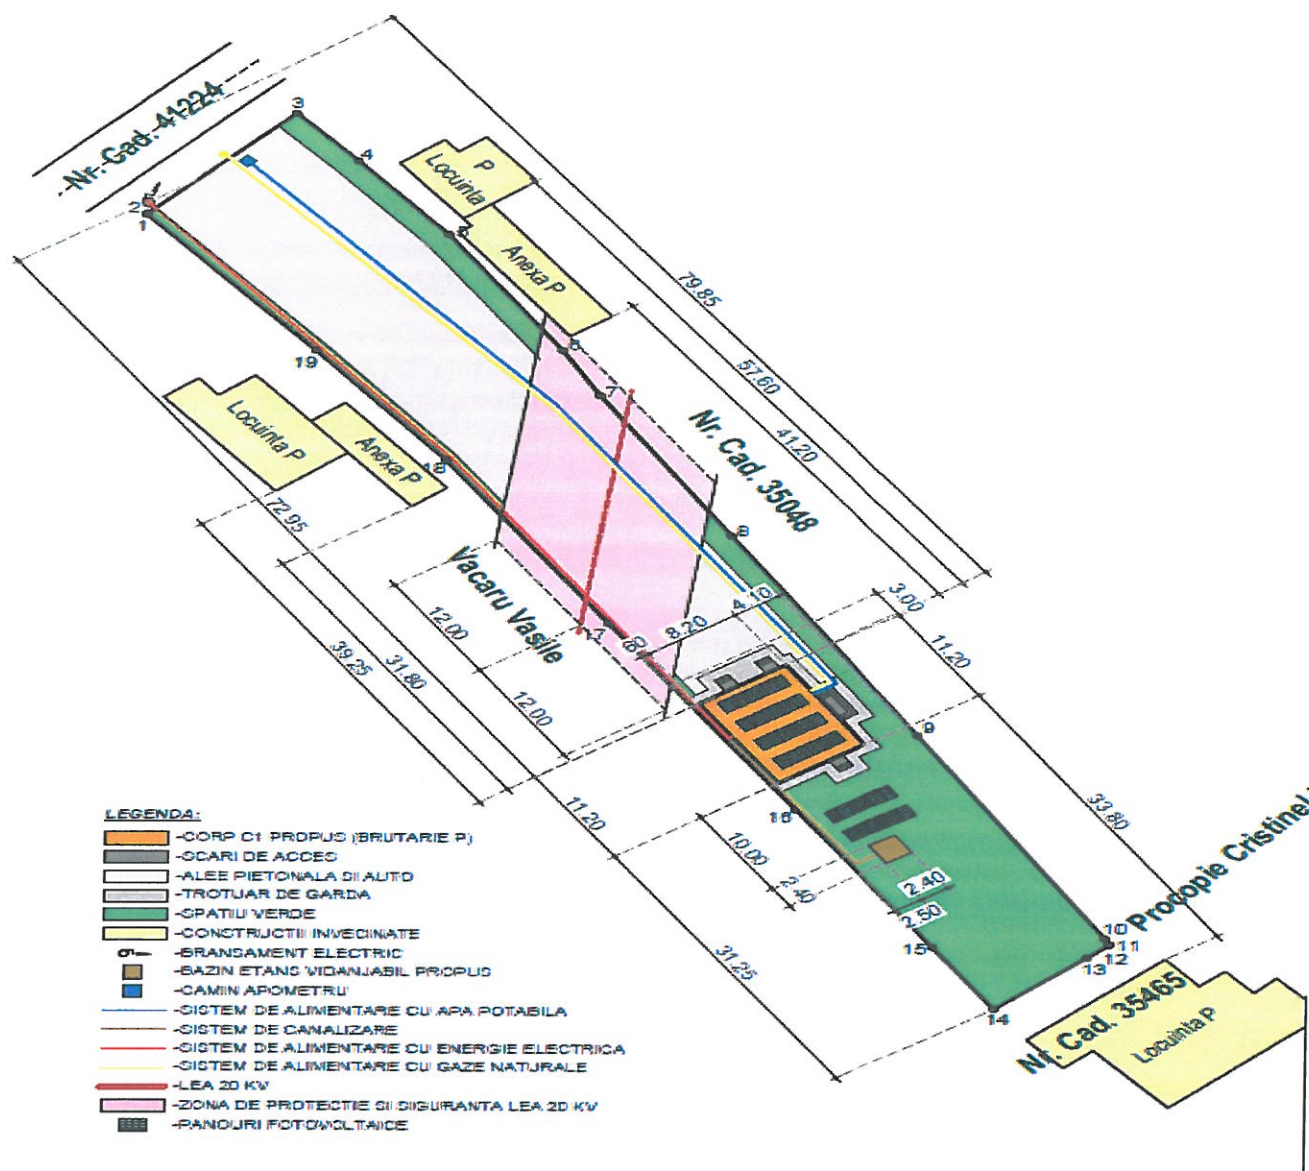 Nr. Cad. 41224
3
4
Locuinta P
2
1
5
Anexa P
79.85
57.60
41.20
6
19
7
Nr. Cad. 35048
Locuinta P
Anexa P
18
8
72.95
Vacaru Vasile
12.00
31.80
39.25
12.00
17
8.20
4
3.00
11.20
9
33.80
11.20
16
10.00
2.40
2.40
2.50
31.25
15
10
11
12
13
14
Procopie Cristinel
Nr. Cad. 35465
Locuinta P
LEGENDA:
-CORP C1 PROPUS (BRUTARIE P)
-SCARI DE ACCES
-ALEE PIETONALA SI AUTO
-TROTUAR DE GARDA
-SPATIU VERDE
-CONSTRUCTII INVECINATE
-BRANSAMENT ELECTRIC
-BAZIN ETANS VIDANJABIL PROPUS
-CAMIN APOMETRU
-SISTEM DE ALIMENTARE CU APA POTABILA
-SISTEM DE CANALIZARE
-SISTEM DE ALIMENTARE CU ENERGIE ELECTRICA
-SISTEM DE ALIMENTARE CU GAZE NATURALE
-LEA 20 KV
-ZONA DE PROTECTIE SI SIGURANTA LEA 20 KV
-PANOURI FOTOVOLTAICE